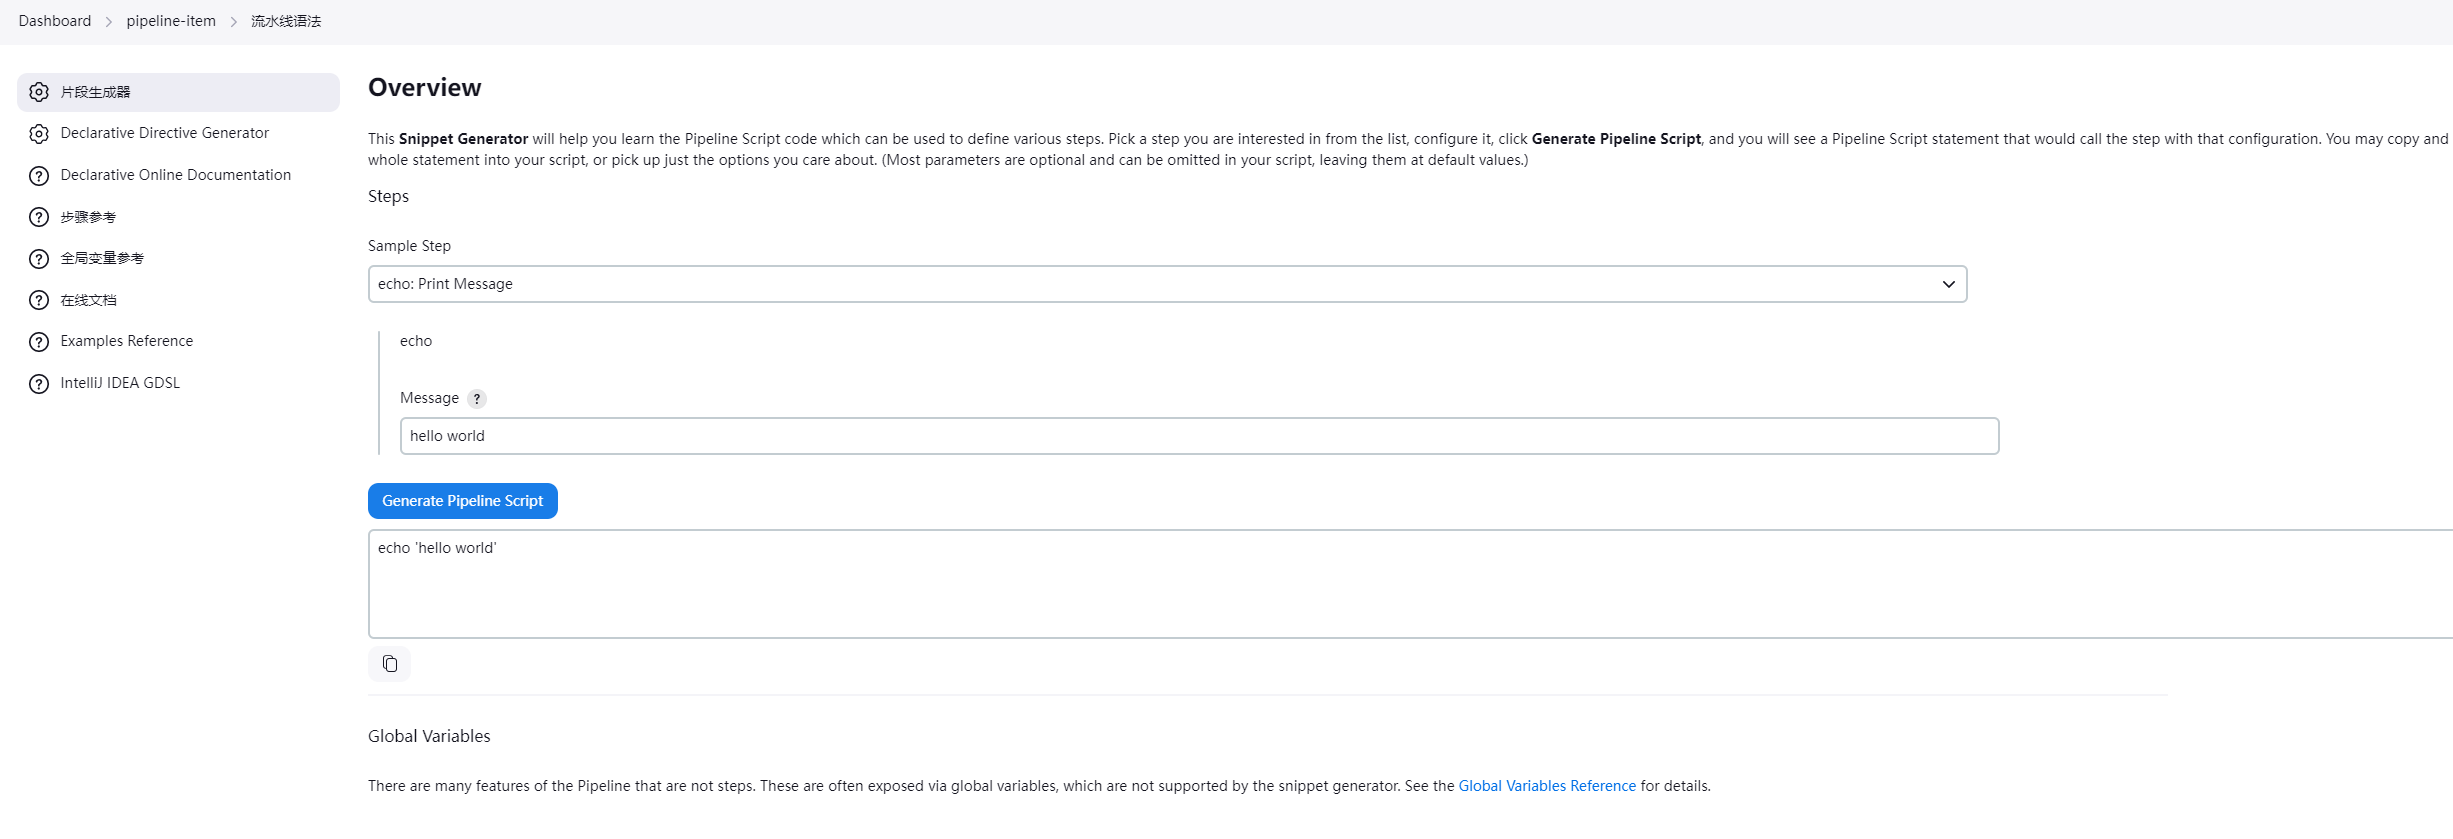 Dashboard > pipeline-item > 流水线语法
片段生成器
Declarative Directive Generator
Declarative Online Documentation
步骤参考
全局变量参考
在线文档
Examples Reference
IntelliJ IDEA GDSL
Overview
This Snippet Generator will help you learn the Pipeline Script code which can be used to define various steps. Pick a step you are interested in from the list, configure it, click Generate Pipeline Script, and you will see a Pipeline Script statement that would call the step with that configuration. You may copy and
whole statement into your script, or pick up just the options you care about. (Most parameters are optional and can be omitted in your script, leaving them at default values.)
Steps
Sample Step
echo: Print Message
echo
Message ?
hello world
Generate Pipeline Script
echo 'hello world'
Global Variables
There are many features of the Pipeline that are not steps. These are often exposed via global variables, which are not supported by the snippet generator. See the Global Variables Reference for details.